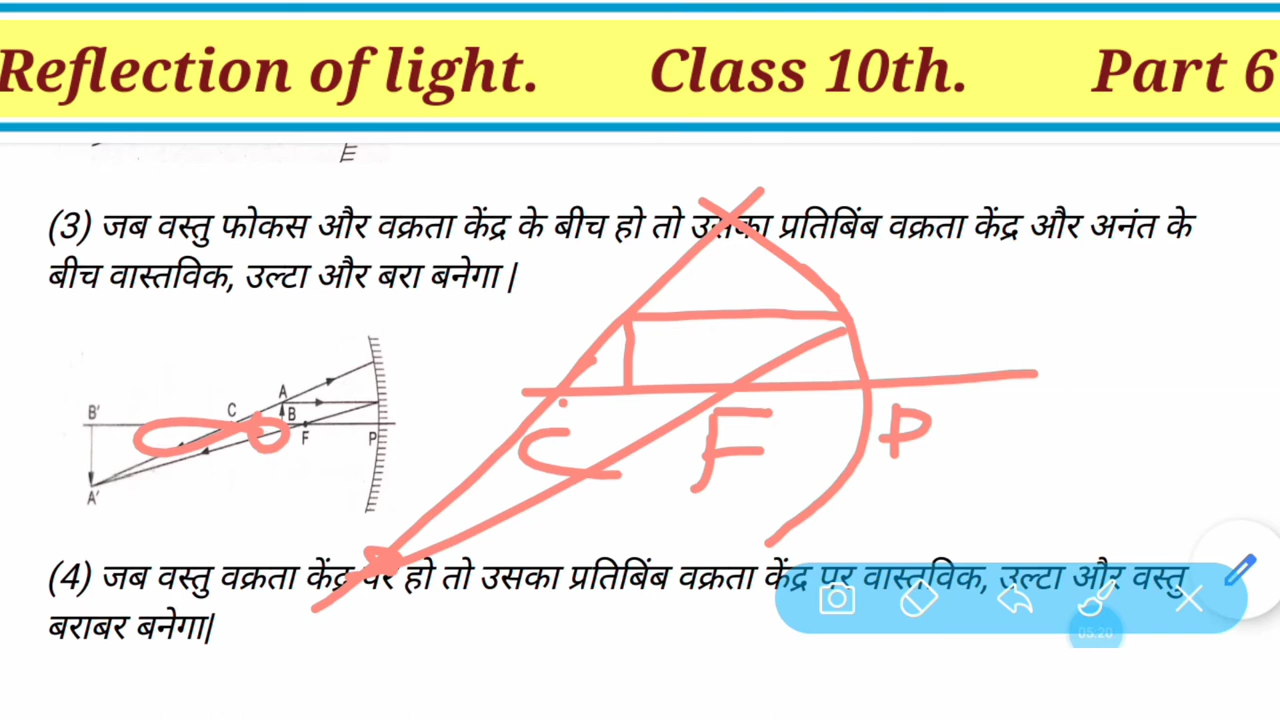 Reflection of light. Class 10th. Part 6
(3) जब वस्तु फोकस और वक्रता केंद्र के बीच हो तो उसका प्रतिबिंब वक्रता केंद्र और अनंत के
बीच वास्तविक, उल्टा और बरा बनेगा|
A
B' C B
F P
A'
C F P
(4) जब वस्तु वक्रता केंद्र पर हो तो उसका प्रतिबिंब वक्रता केंद्र पर वास्तविक, उल्टा और वस्तु
बराबर बनेगा|
05:20